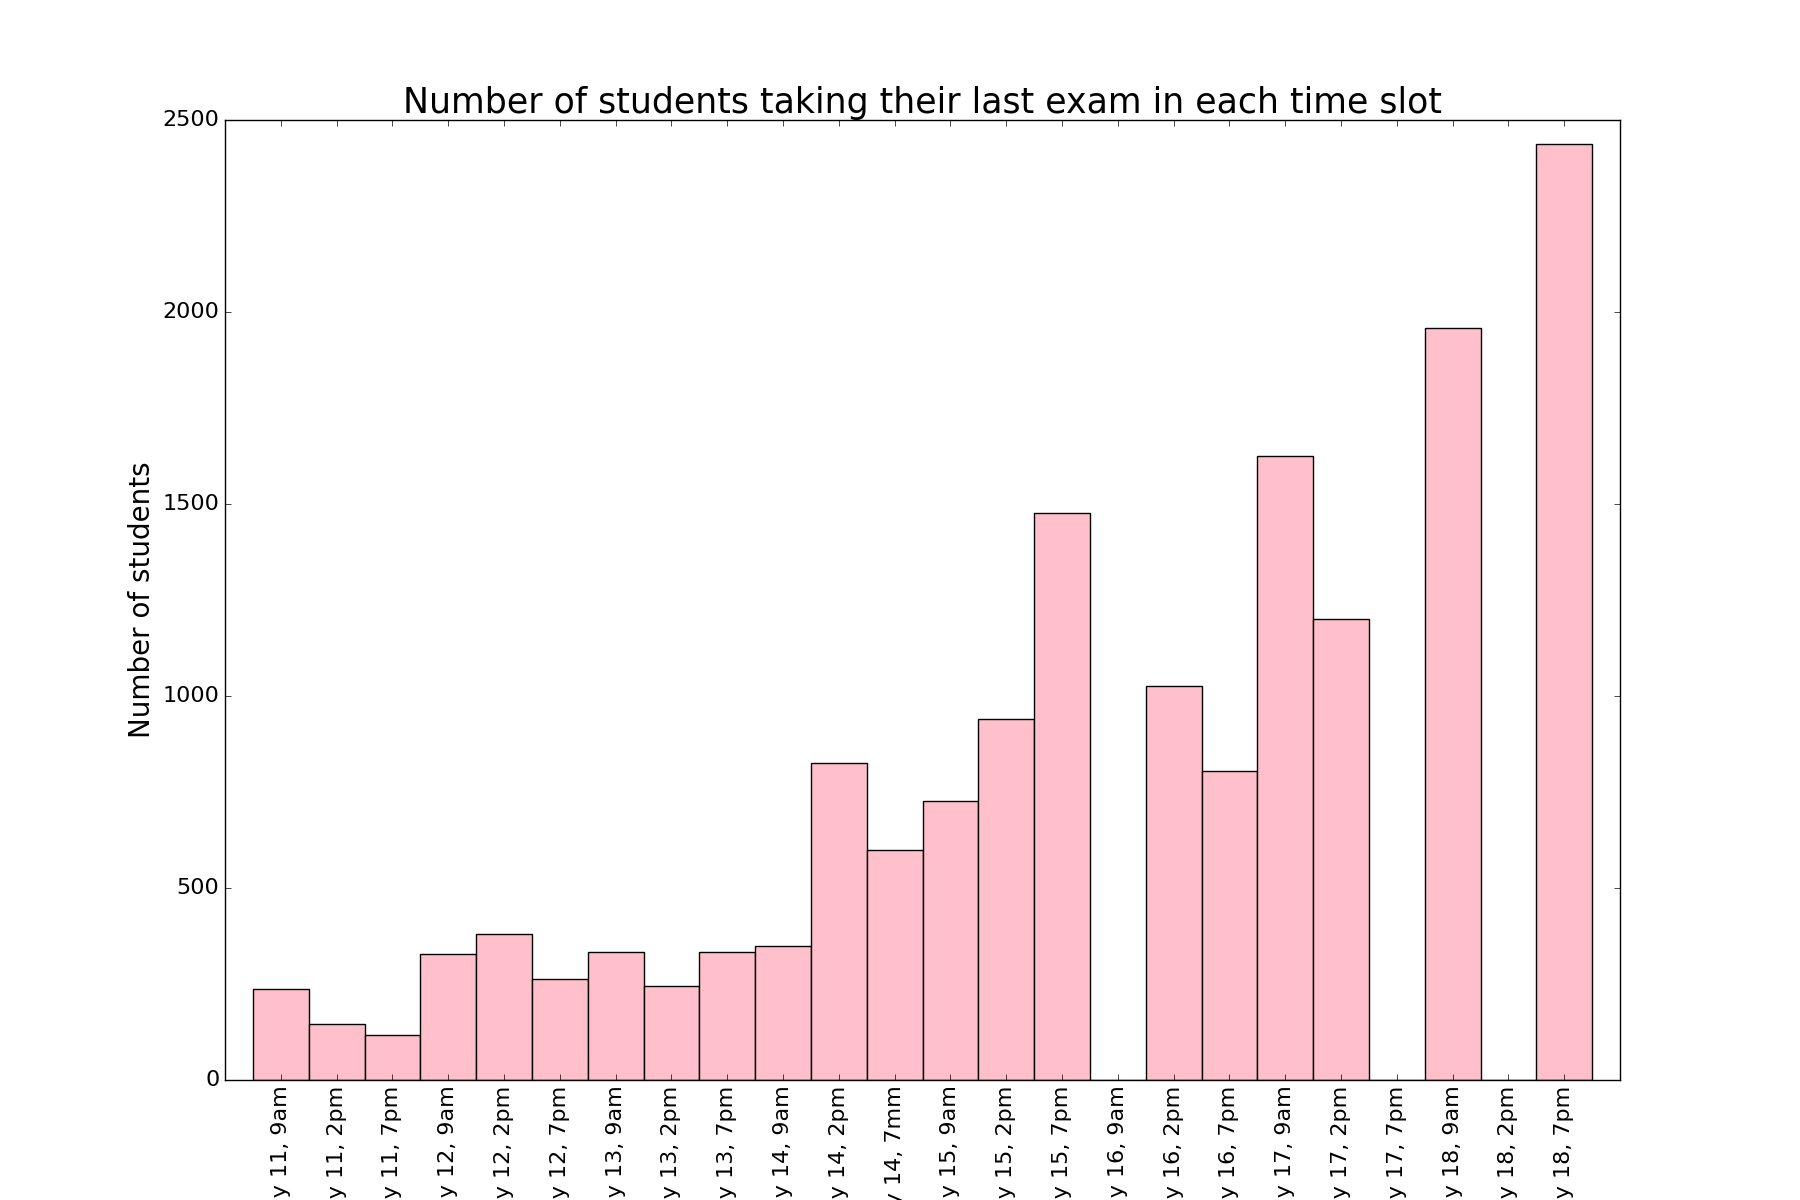 Number of students taking their last exam in each time slot
Number of students
2500
2000
1500
1000
500
0
y 11, 9am
y 11, 2pm
y 11, 7pm
y 12, 9am
y 12, 2pm
y 12, 7pm
y 13, 9am
y 13, 2pm
y 13, 7pm
y 14, 9am
y 14, 2pm
y 14, 7mm
y 15, 9am
y 15, 2pm
y 15, 7pm
y 16, 9am
y 16, 2pm
y 16, 7pm
y 17, 9am
y 17, 2pm
y 17, 7pm
y 18, 9am
y 18, 2pm
y 18, 7pm